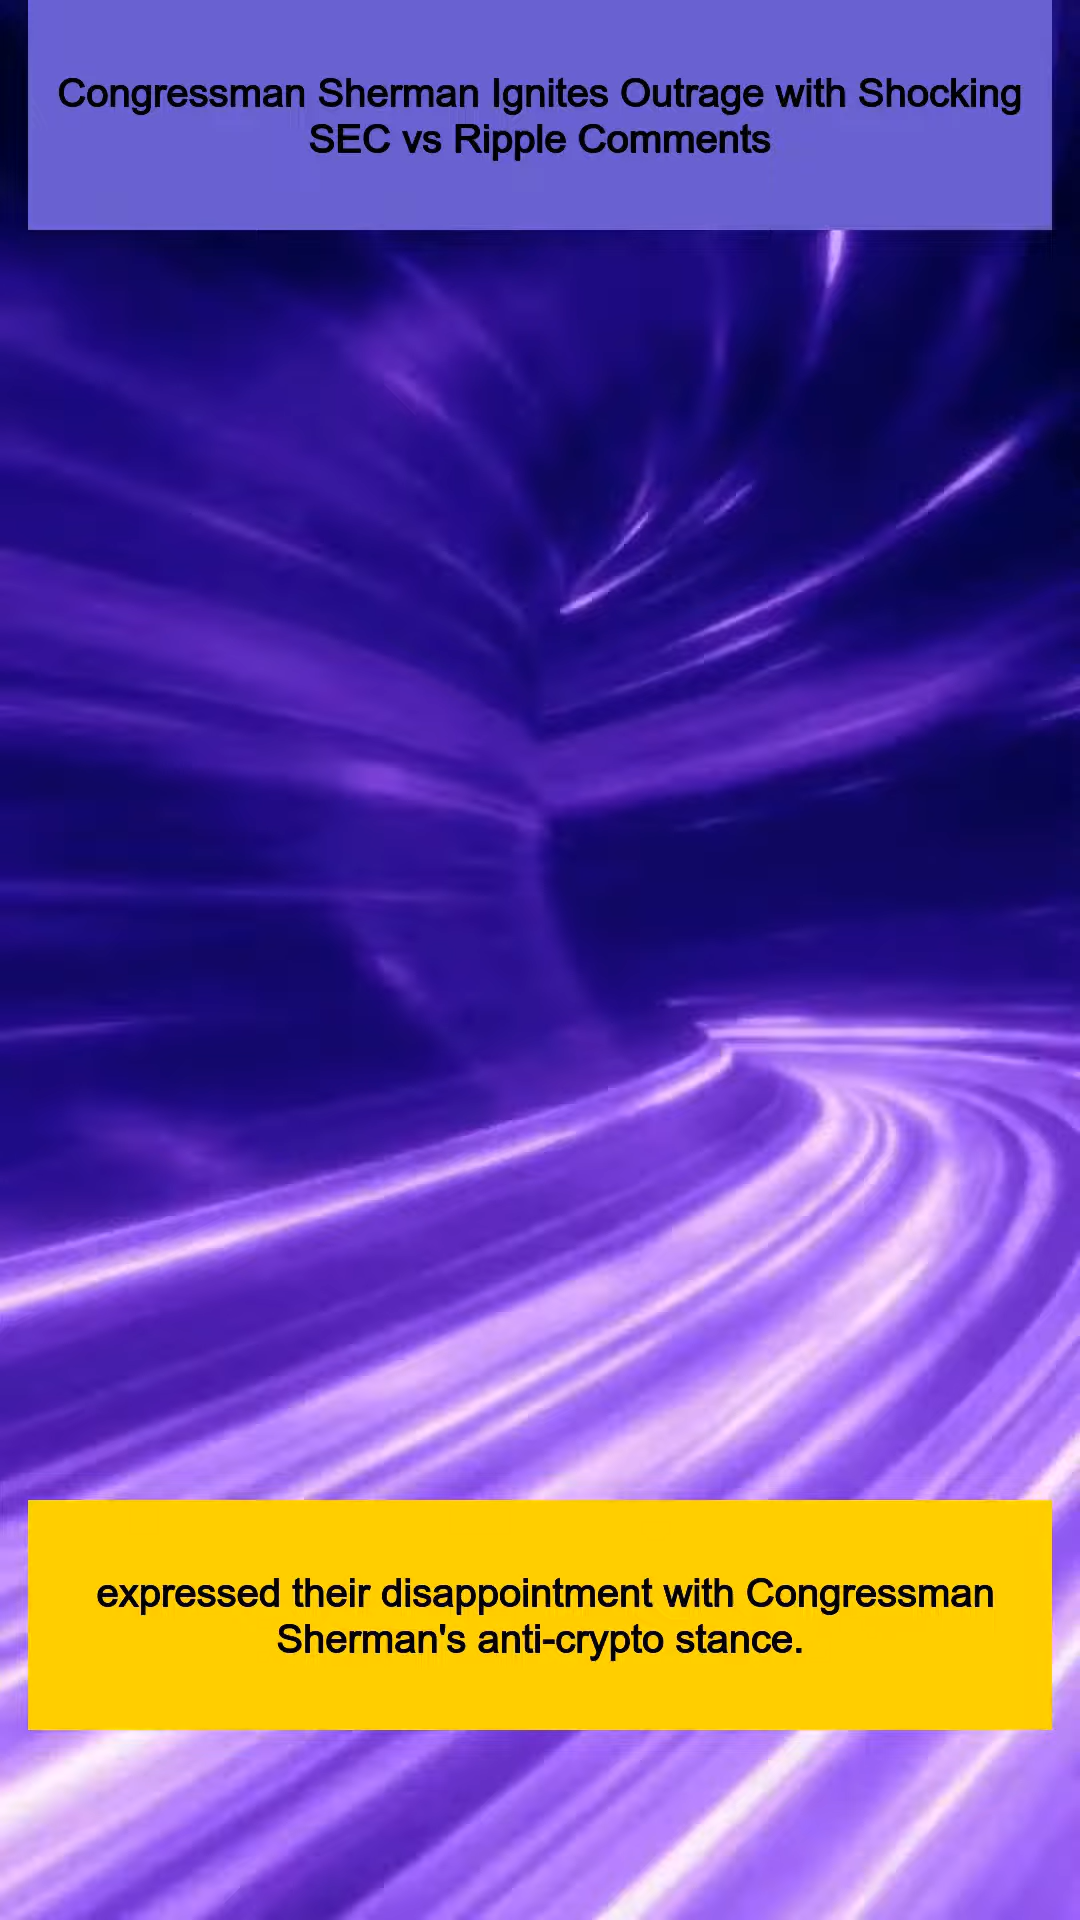 Congressman Sherman Ignites Outrage with Shocking
SEC vs Ripple Comments
expressed their disappointment with Congressman
Sherman's anti-crypto stance.